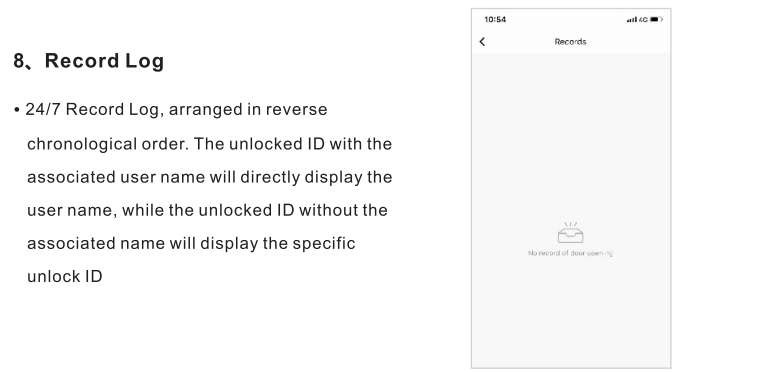 8、Record Log
• 24/7 Record Log, arranged in reverse
chronological order. The unlocked ID with the
associated user name will directly display the
user name, while the unlocked ID without the
associated name will display the specific
unlock ID
10:54
4G
Records
No record of door opening